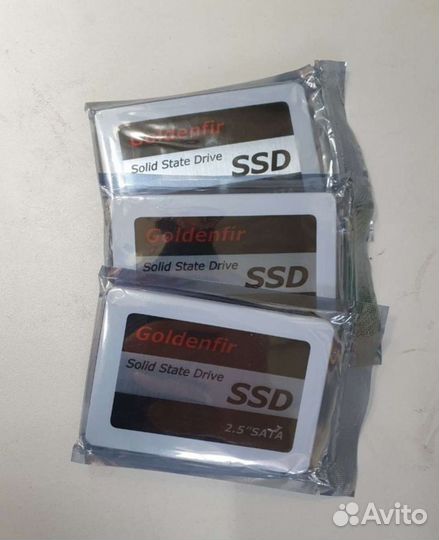 Goldenfir
Solid State Drive SSD
Goldenfir
Solid State Drive SSD
Goldenfir
Solid State Drive SSD
2.5"SATA
Avito